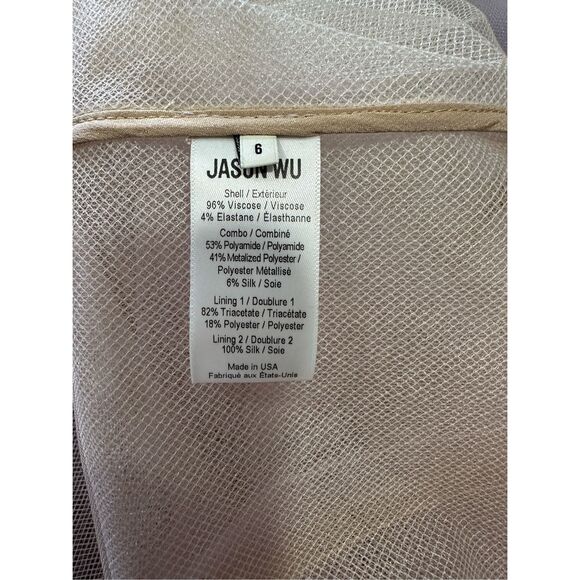 6
JASON WU
Shell / Extérieur
96% Viscose / Viscose
4% Elastane / Élasthanne
Combo / Combiné
53% Polyamide / Polyamide
41% Metalized Polyester /
Polyester Métallisé
6% Silk / Soie
Lining 1 / Doublure 1
82% Triacetate / Triacétate
18% Polyester / Polyester
Lining 2 / Doublure 2
100% Silk / Soie
Made in USA
Fabriqué aux États-Unis